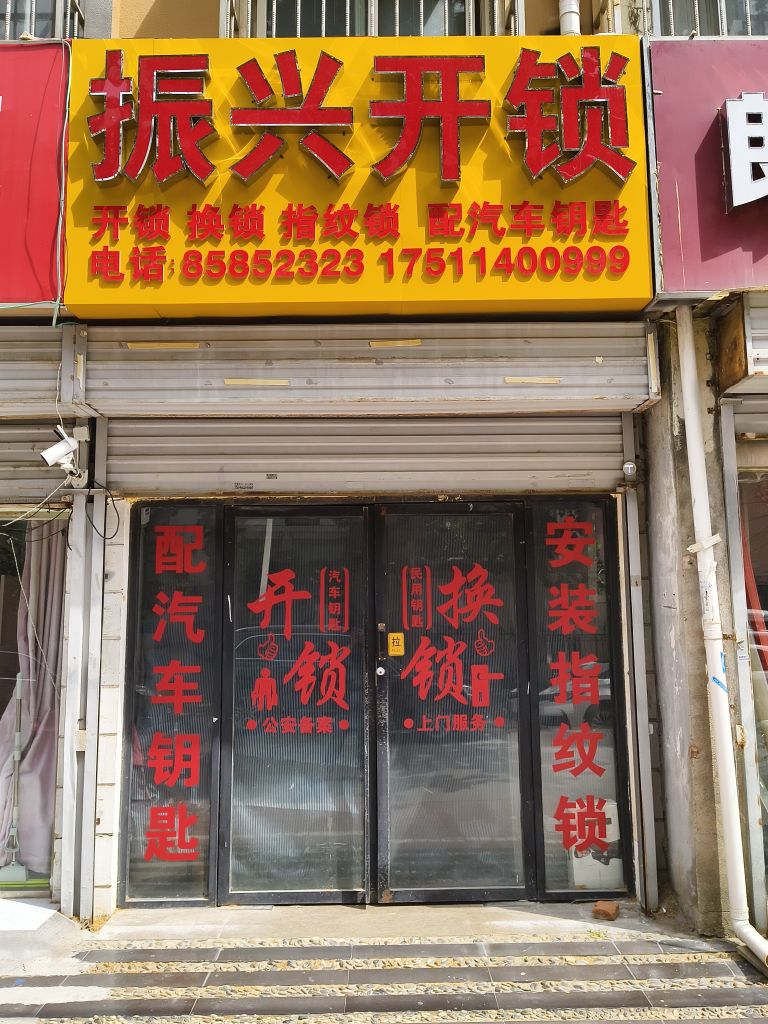 振兴开锁
开锁 换锁 指纹锁 配汽车钥匙
电话:85852323 17511400999
配汽车钥匙
开锁
汽车钥匙
公安备案
民用钥匙
换锁
拉
上门服务
安装指纹锁